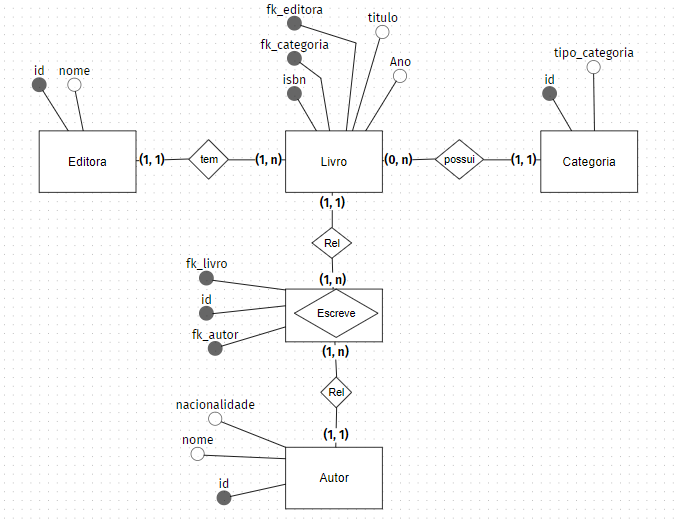 fk_editora
titulo
fk_categoria
tipo_categoria
Ano
id
nome
isbn
id
Editora
(1, 1)
tem
(1, n)
Livro
(0, n)
possui
(1, 1)
Categoria
(1, 1)
Rel
fk_livro
(1, n)
id
Escreve
fk_autor
(1, n)
Rel
nacionalidade
(1, 1)
nome
Autor
id